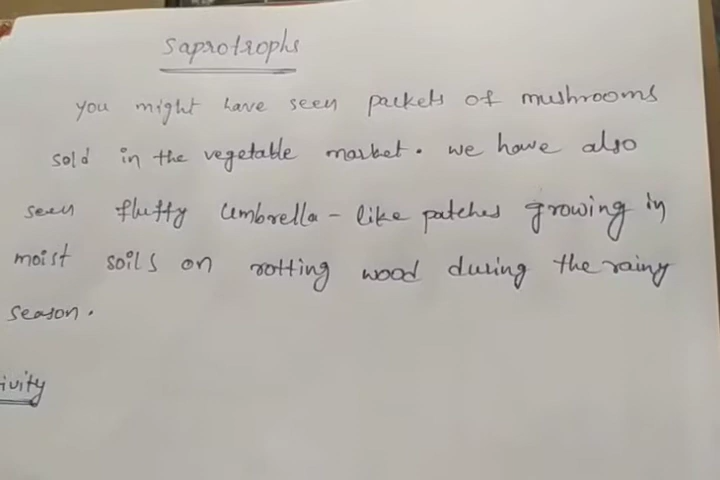 Saprotrophs
You might have seen packets of mushrooms
sold in the vegetable market. we have also
seen fluffy umbrella-like patches growing in
moist soils on rotting wood during the rainy
season.
ivity